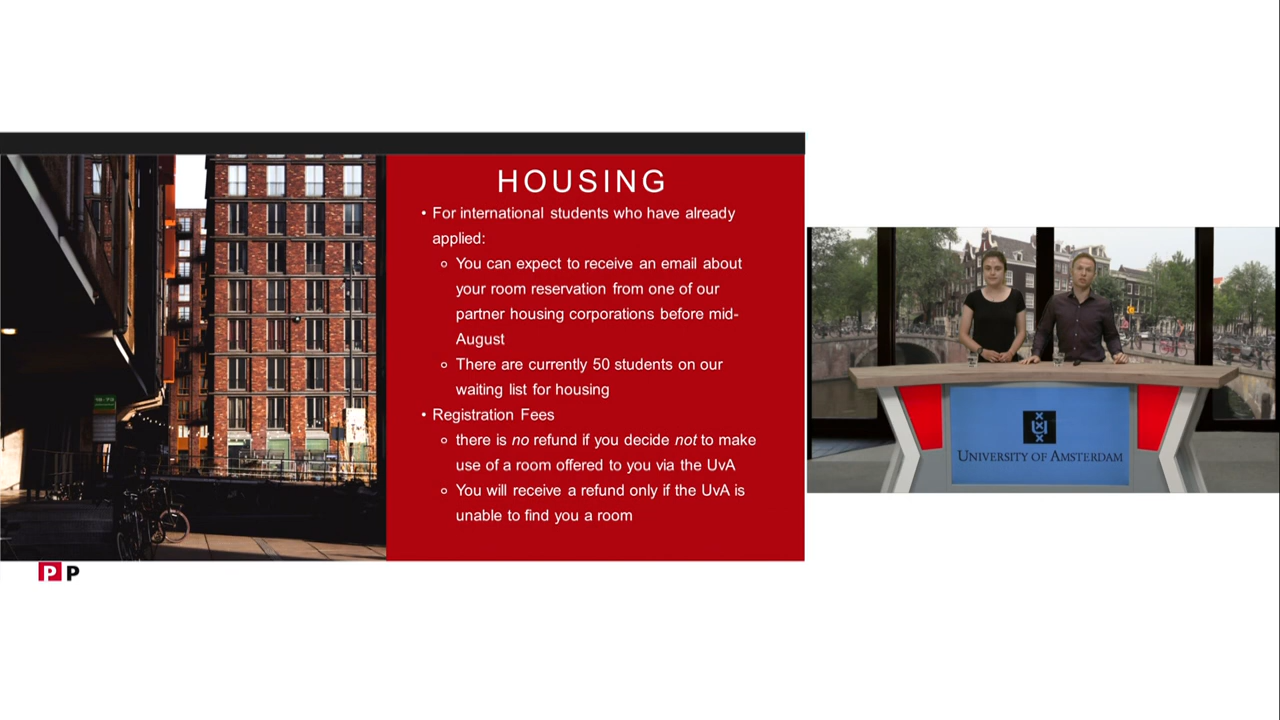 HOUSING
• For international students who have already
applied:
o You can expect to receive an email about
your room reservation from one of our
partner housing corporations before mid-
August
o There are currently 50 students on our
waiting list for housing
• Registration Fees
o there is no refund if you decide not to make
use of a room offered to you via the UvA
o You will receive a refund only if the UvA is
unable to find you a room
P P
UNIVERSITY OF AMSTERDAM